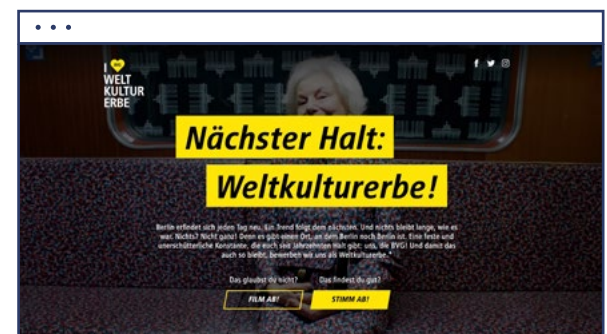 I
WELT
KULTUR
ERBE
Nächster Halt:
Weltkulturerbe!
Berlin erfindet sich jeden Tag neu. Ein Trend folgt dem nächsten. Und nichts bleibt lange, wie es
war. Nichts? Nicht ganz! Denn es gibt einen Ort, an dem Berlin noch Berlin ist. Eine feste und
unerschütterliche Konstante, die euch seit Jahrzehnten Halt gibt: uns, die BVG! Und damit das
auch so bleibt, bewerben wir uns als Weltkulturerbe.*
Das glaubst du nicht? Das findest du gut?
FILM AB! STIMM AB!